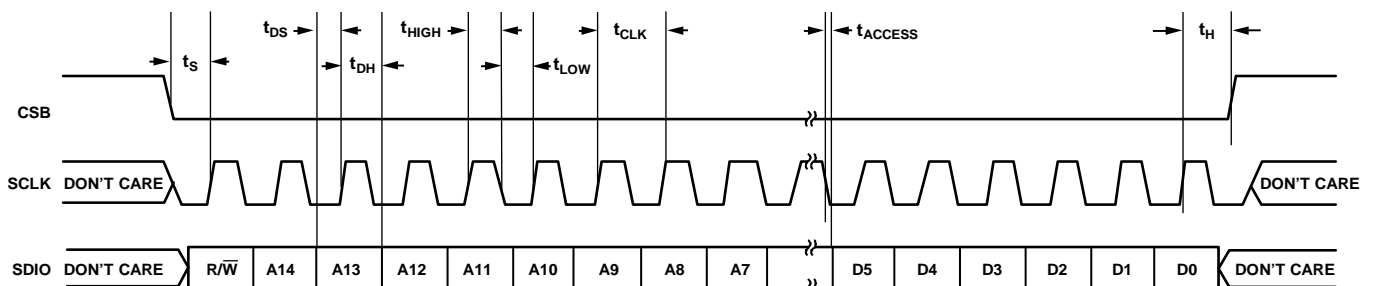 tDS tHIGH tCLK tACCESS tH
tS tDH tLOW
CSB
SCLK DON'T CARE DON'T CARE
SDIO DON'T CARE R/W̅ A14 A13 A12 A11 A10 A9 A8 A7 D5 D4 D3 D2 D1 D0 DON'T CARE